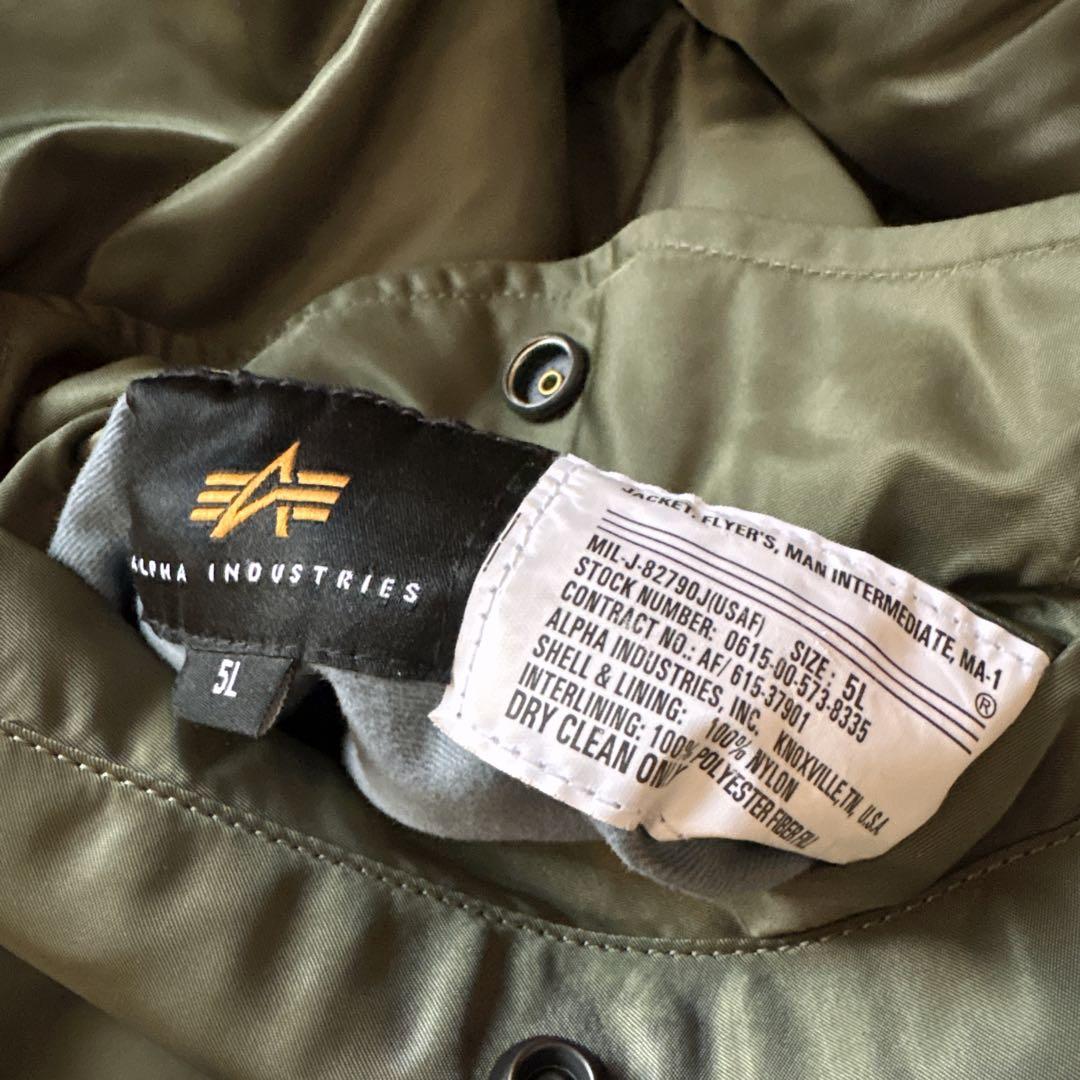 ALPHA INDUSTRIES
5L
JACKET, FLYER'S, MAN INTERMEDIATE, MA-1
®
MIL-J-82790J(USAF) SIZE: 5L
STOCK NUMBER: 0615-00-573-8335
CONTRACT NO.: AF/ 615-37901
ALPHA INDUSTRIES, INC. KNOXVILLE, TN, U.S.A
SHELL & LINING: 100% NYLON
INTERLINING: 100% POLYESTER FIBERFILL
DRY CLEAN ONLY